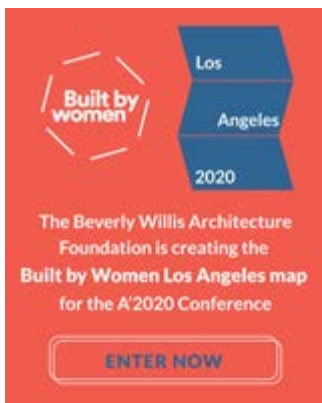 Built by
women
Los
Angeles
2020
The Beverly Willis Architecture
Foundation is creating the
Built by Women Los Angeles map
for the A'2020 Conference
ENTER NOW